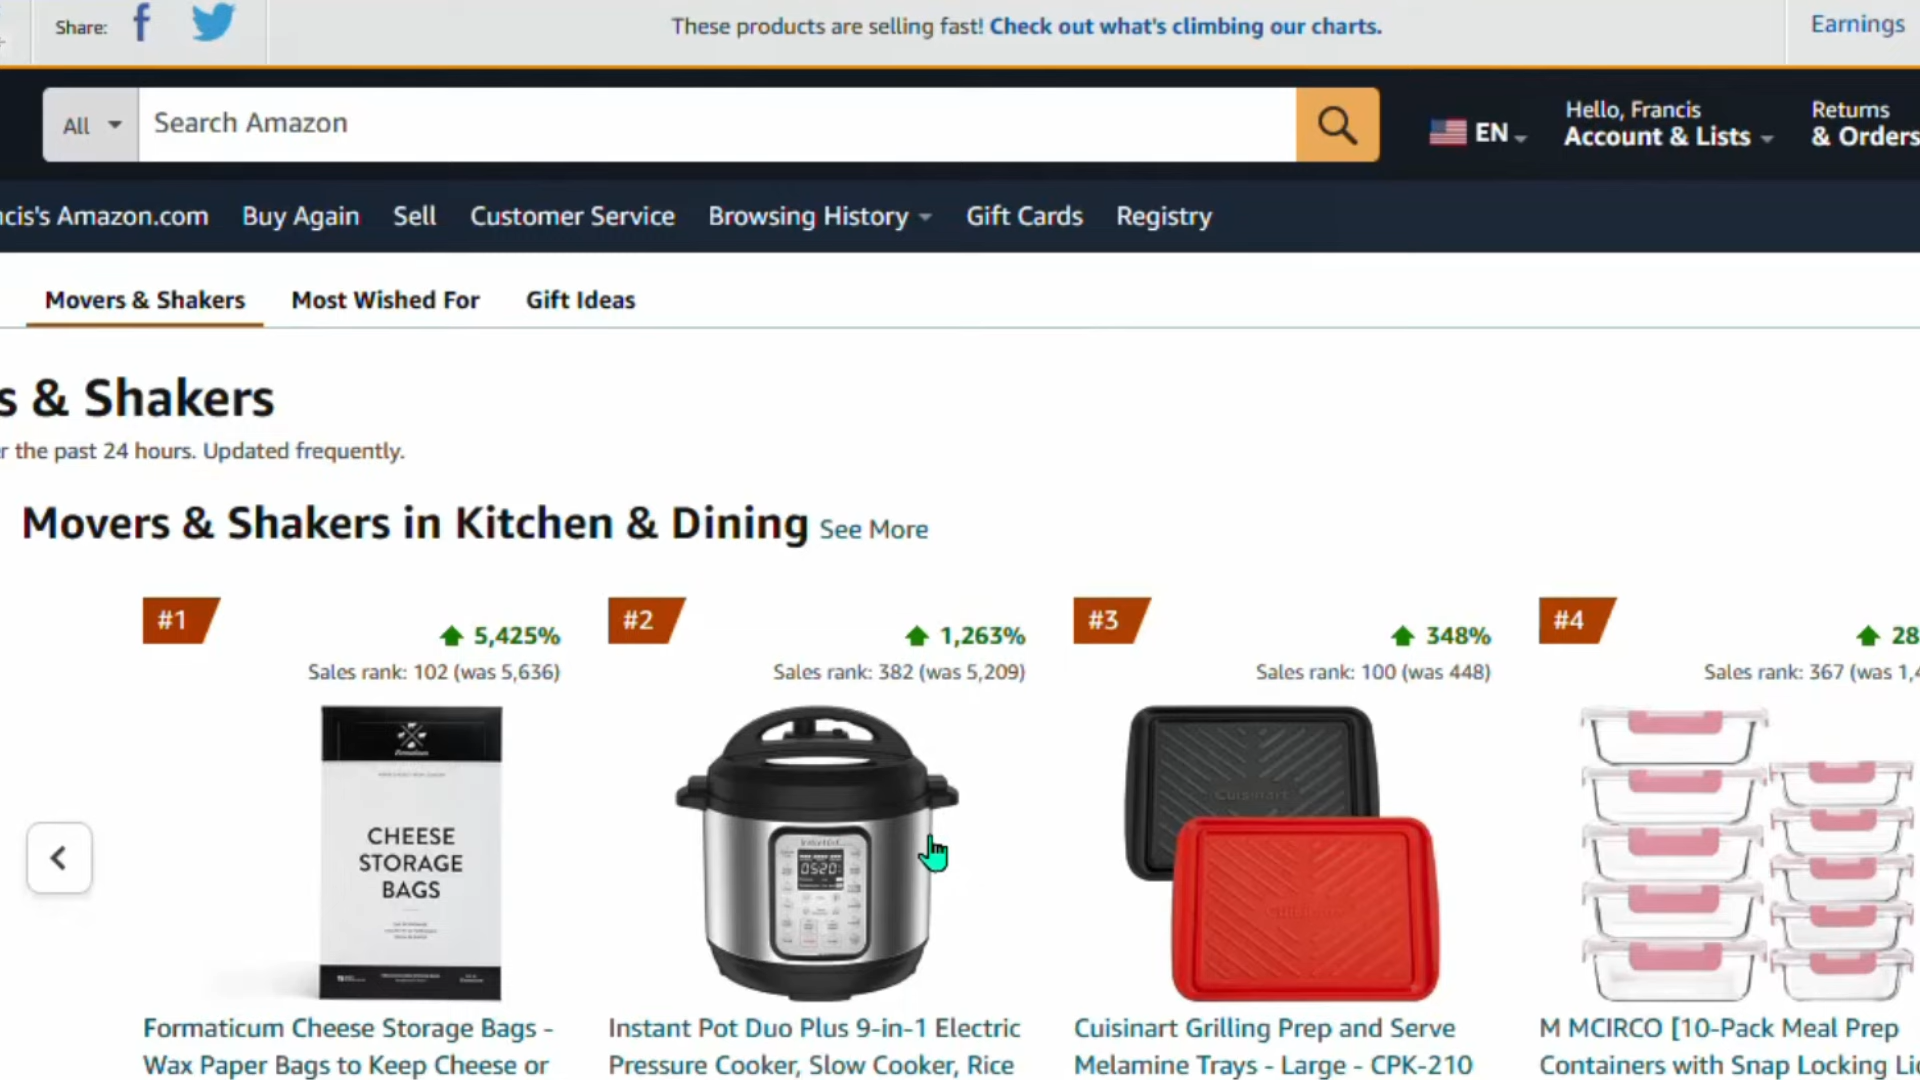 Share:
These products are selling fast! Check out what's climbing our charts.
Earnings
All
Search Amazon
EN
Hello, Francis
Account & Lists
Returns
& Orders
ncis's Amazon.com
Buy Again
Sell
Customer Service
Browsing History
Gift Cards
Registry
Movers & Shakers
Most Wished For
Gift Ideas
s & Shakers
r the past 24 hours. Updated frequently.
Movers & Shakers in Kitchen & Dining See More
#1
5,425%
Sales rank: 102 (was 5,636)
#2
1,263%
Sales rank: 382 (was 5,209)
#3
348%
Sales rank: 100 (was 448)
#4
28
Sales rank: 367 (was 1,4
CHEESE
STORAGE
BAGS
0520
Cuisinart
Cuisinart
Formaticum Cheese Storage Bags -
Wax Paper Bags to Keep Cheese or
Instant Pot Duo Plus 9-in-1 Electric
Pressure Cooker, Slow Cooker, Rice
Cuisinart Grilling Prep and Serve
Melamine Trays - Large - CPK-210
M MCIRCO [10-Pack Meal Prep
Containers with Snap Locking Li